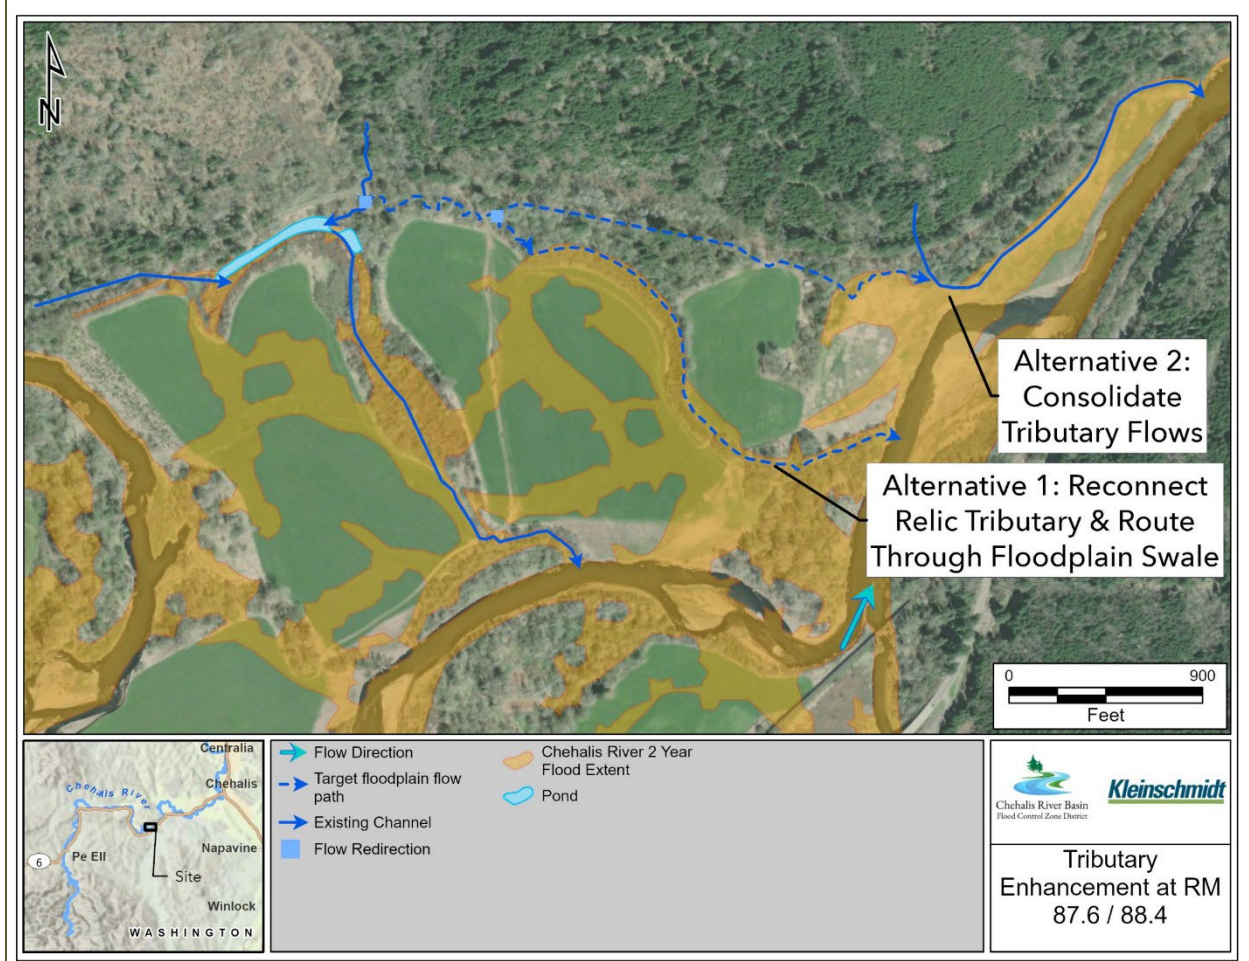 N
Alternative 2:
Consolidate
Tributary Flows
Alternative 1: Reconnect
Relic Tributary & Route
Through Floodplain Swale
0 900
Feet
Centralia
Chehalis River
Chehalis
Napavine
6
Pe Ell
Site
Winlock
WASHINGTON
Flow Direction
Target floodplain flow
path
Existing Channel
Flow Redirection
Chehalis River 2 Year
Flood Extent
Pond
Chehalis River Basin
Flood Control Zone District
Kleinschmidt
Tributary
Enhancement at RM
87.6 / 88.4